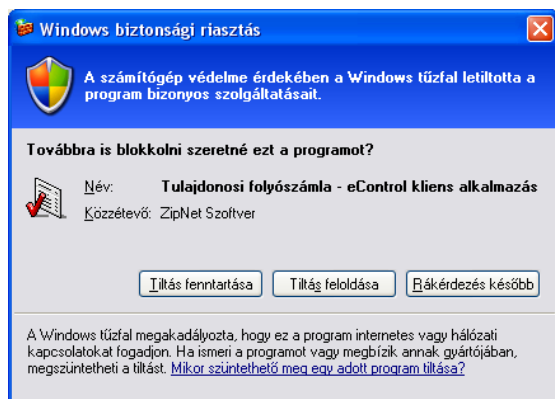 Windows biztonsági riasztás
A számítógép védelme érdekében a Windows tűzfal letiltotta a
program bizonyos szolgáltatásait.
Továbbra is blokkolni szeretné ezt a programot?
Név: Tulajdonosi folyószámla - eControl kliens alkalmazás
Közzétevő: ZipNet Szoftver
Tiltás fenntartása Tiltás feloldása Rákérdezés később
A Windows tűzfal megakadályozta, hogy ez a program internetes vagy hálózati
kapcsolatokat fogadjon. Ha ismeri a programot vagy megbízik annak gyártójában,
megszüntetheti a tiltást. Mikor szüntethető meg egy adott program tiltása?